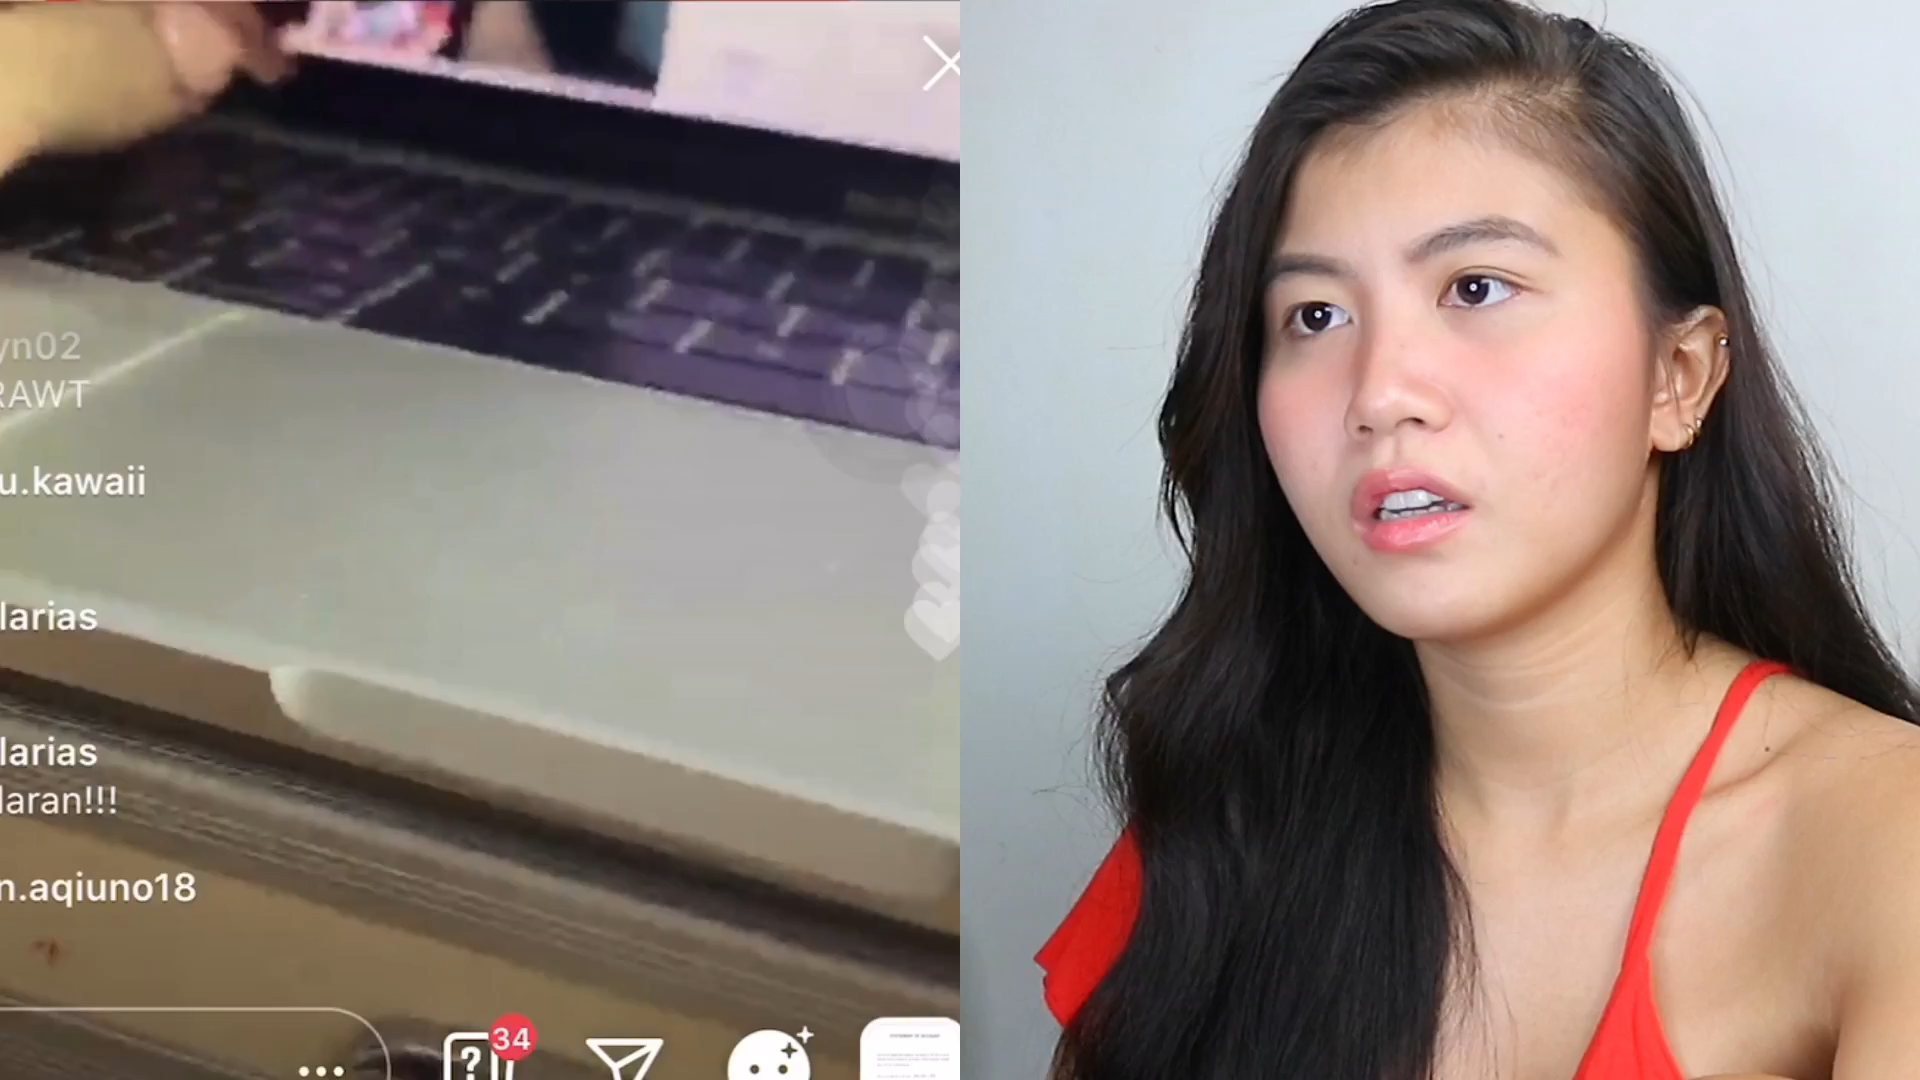 yn02
RAWT
u.kawaii
larias
larias
laran!!!
n.aqiuno18
34